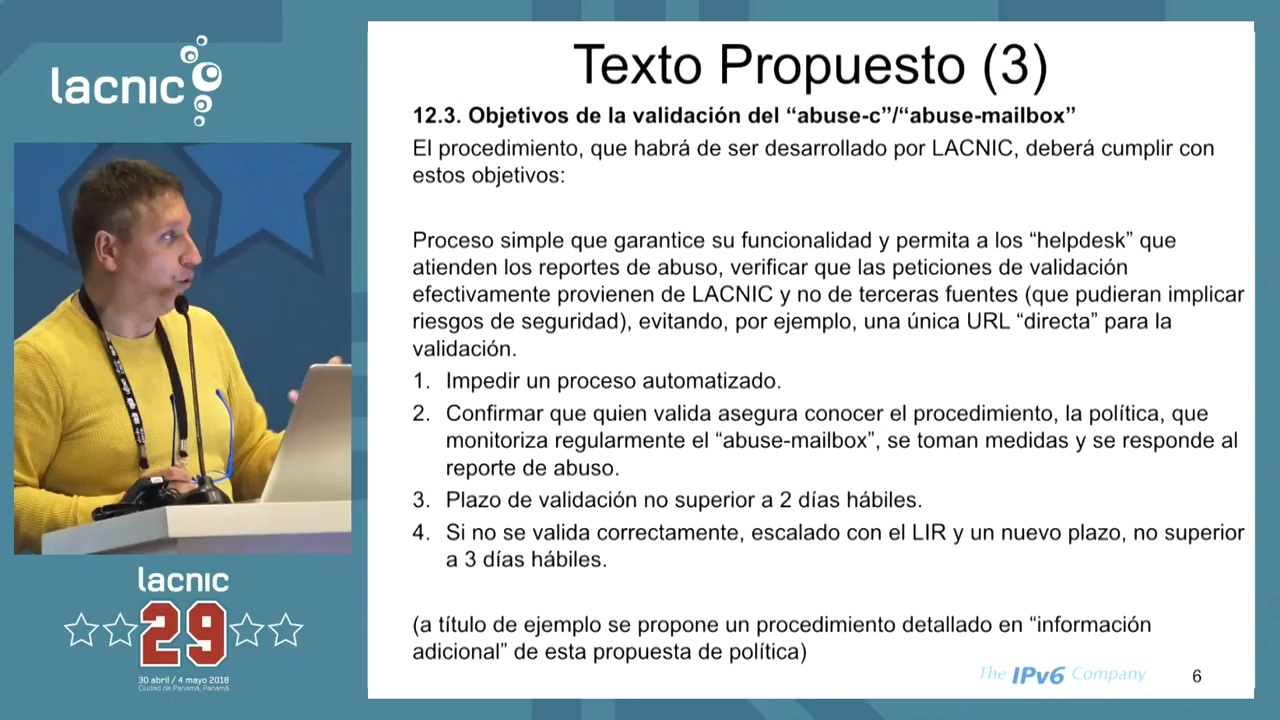 lacnic
Texto Propuesto (3)
12.3. Objetivos de la validación del “abuse-c”/“abuse-mailbox”
El procedimiento, que habrá de ser desarrollado por LACNIC, deberá cumplir con
estos objetivos:
Proceso simple que garantice su funcionalidad y permita a los “helpdesk” que
atienden los reportes de abuso, verificar que las peticiones de validación
efectivamente provienen de LACNIC y no de terceras fuentes (que pudieran implicar
riesgos de seguridad), evitando, por ejemplo, una única URL “directa” para la
validación.
1. Impedir un proceso automatizado.
2. Confirmar que quien valida asegura conocer el procedimiento, la política, que
monitoriza regularmente el “abuse-mailbox”, se toman medidas y se responde al
reporte de abuso.
3. Plazo de validación no superior a 2 días hábiles.
4. Si no se valida correctamente, escalado con el LIR y un nuevo plazo, no superior
a 3 días hábiles.
(a título de ejemplo se propone un procedimiento detallado en “información
adicional” de esta propuesta de política)
The IPv6 Company
6
lacnic
29
30 abril / 4 mayo 2018
Ciudad de Panamá, Panamá